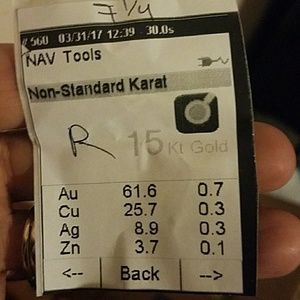 7 1/4
# 560 03/31/17 12:39 - 30.0s
NAV Tools
Non-Standard Karat
R 15 Kt Gold
Au 61.6 0.7
Cu 25.7 0.3
Ag 8.9 0.3
Zn 3.7 0.1
<-- Back -->